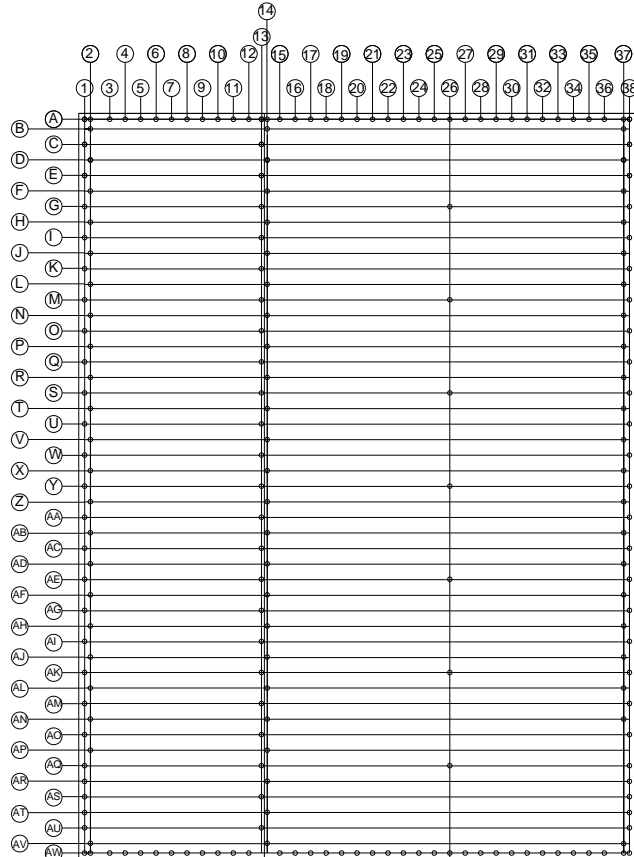 14
13
2 4 6 8 10 12 15 17 19 21 23 25 27 29 31 33 35 37
1 3 5 7 9 11 16 18 20 22 24 26 28 30 32 34 36 38
A
B
C
D
E
F
G
H
I
J
K
L
M
N
O
P
Q
R
S
T
U
V
W
X
Y
Z
AA
AB
AC
AD
AE
AF
AG
AH
AI
AJ
AK
AL
AM
AN
AO
AP
AQ
AR
AS
AT
AU
AV
AW